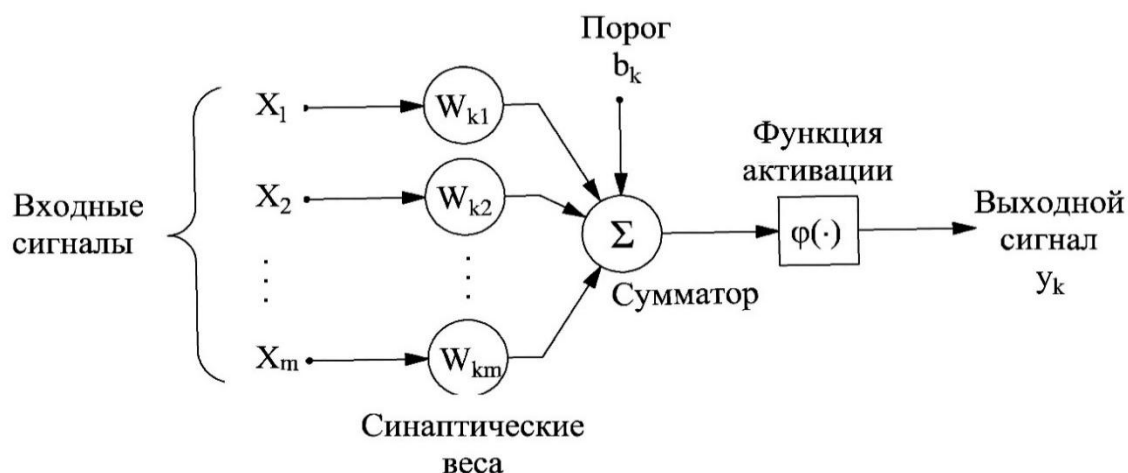 Порог
b_k
X_1
W_k1
Функция
активации
Входные
сигналы
X_2
W_k2
Σ
φ(·)
Выходной
сигнал
y_k
Сумматор
X_m
W_km
Синаптические
веса